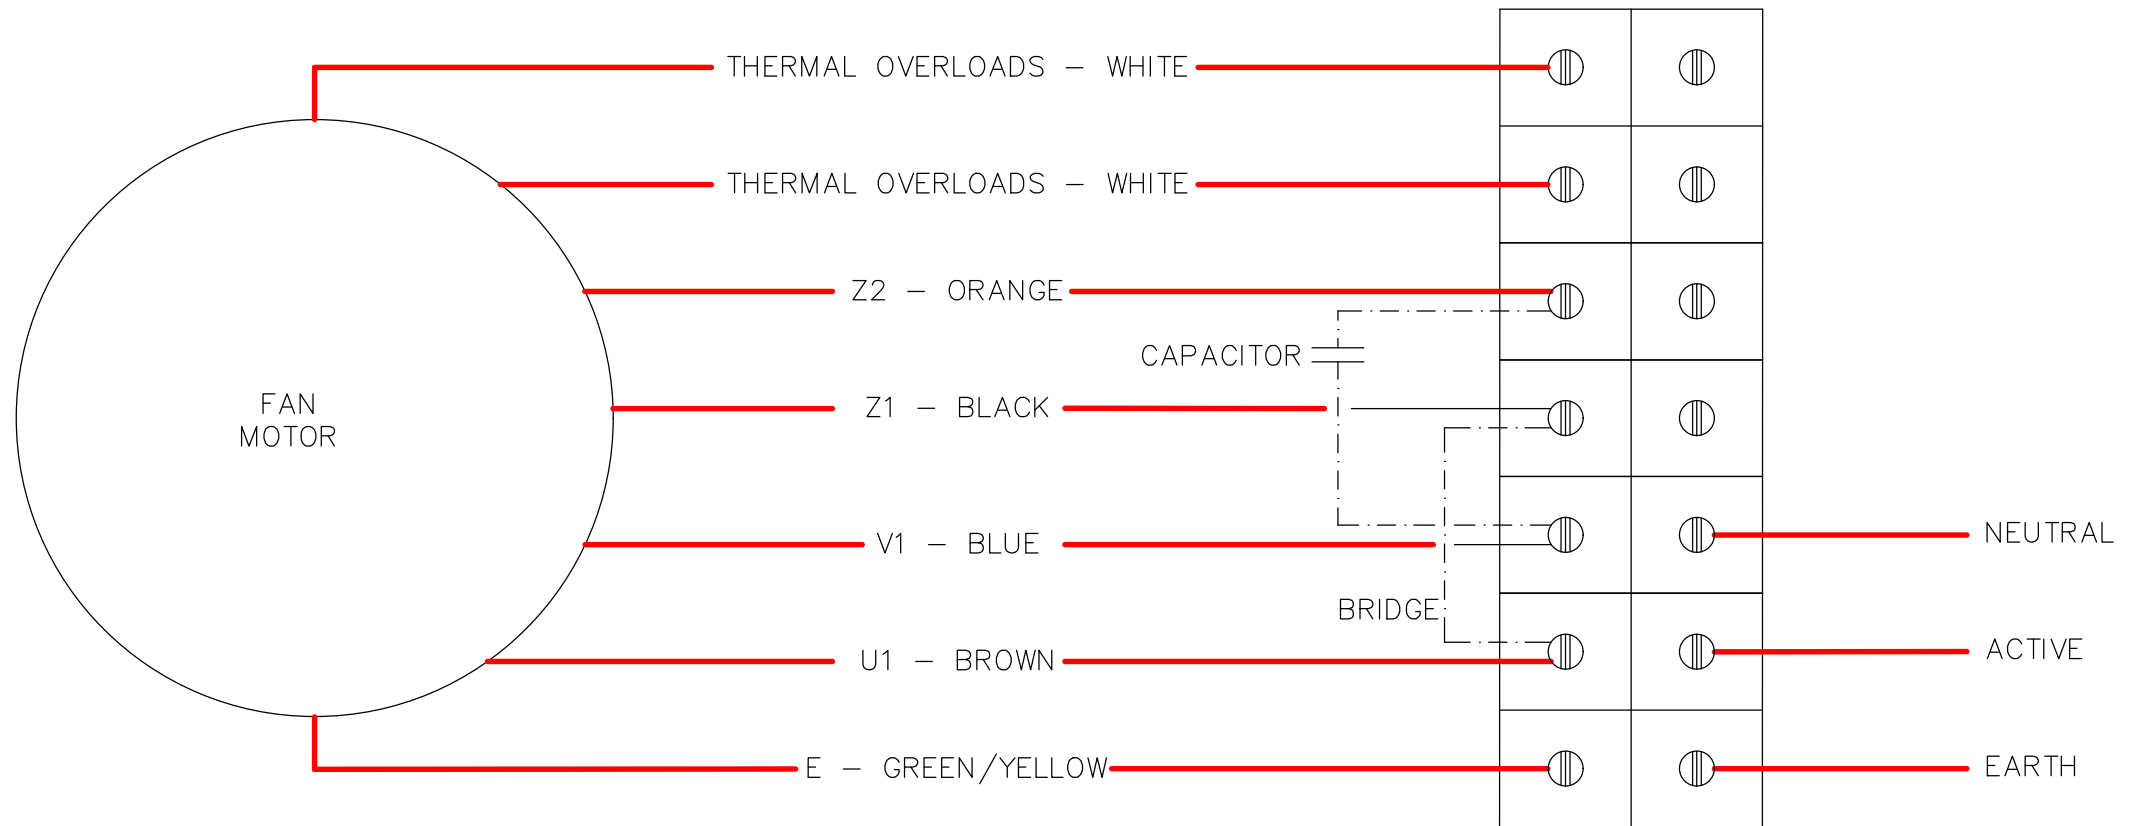 THERMAL OVERLOADS - WHITE
THERMAL OVERLOADS - WHITE
Z2 - ORANGE
CAPACITOR
FAN
MOTOR
Z1 - BLACK
V1 - BLUE
NEUTRAL
BRIDGE
U1 - BROWN
ACTIVE
E - GREEN/YELLOW
EARTH